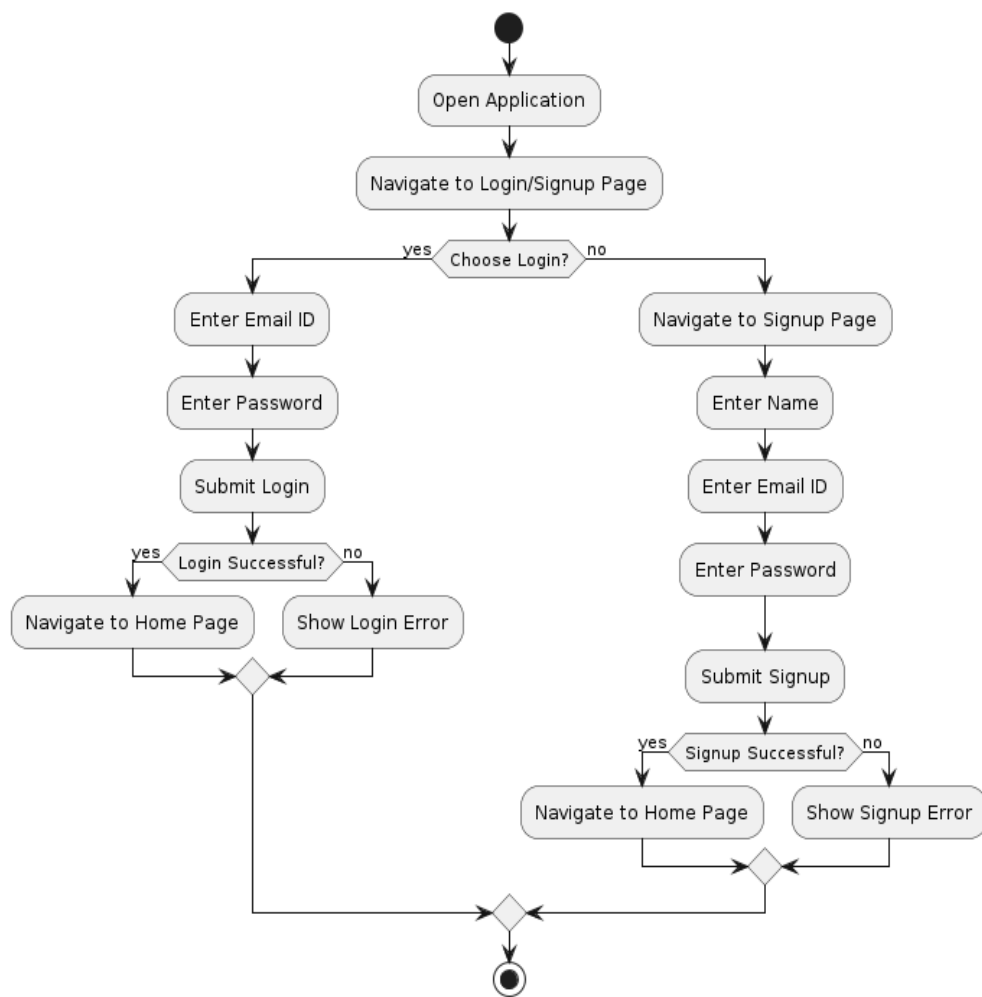 Open Application
Navigate to Login/Signup Page
yes
Choose Login?
no
Enter Email ID
Enter Password
Submit Login
yes
Login Successful?
no
Navigate to Home Page
Show Login Error
Navigate to Signup Page
Enter Name
Enter Email ID
Enter Password
Submit Signup
yes
Signup Successful?
no
Navigate to Home Page
Show Signup Error